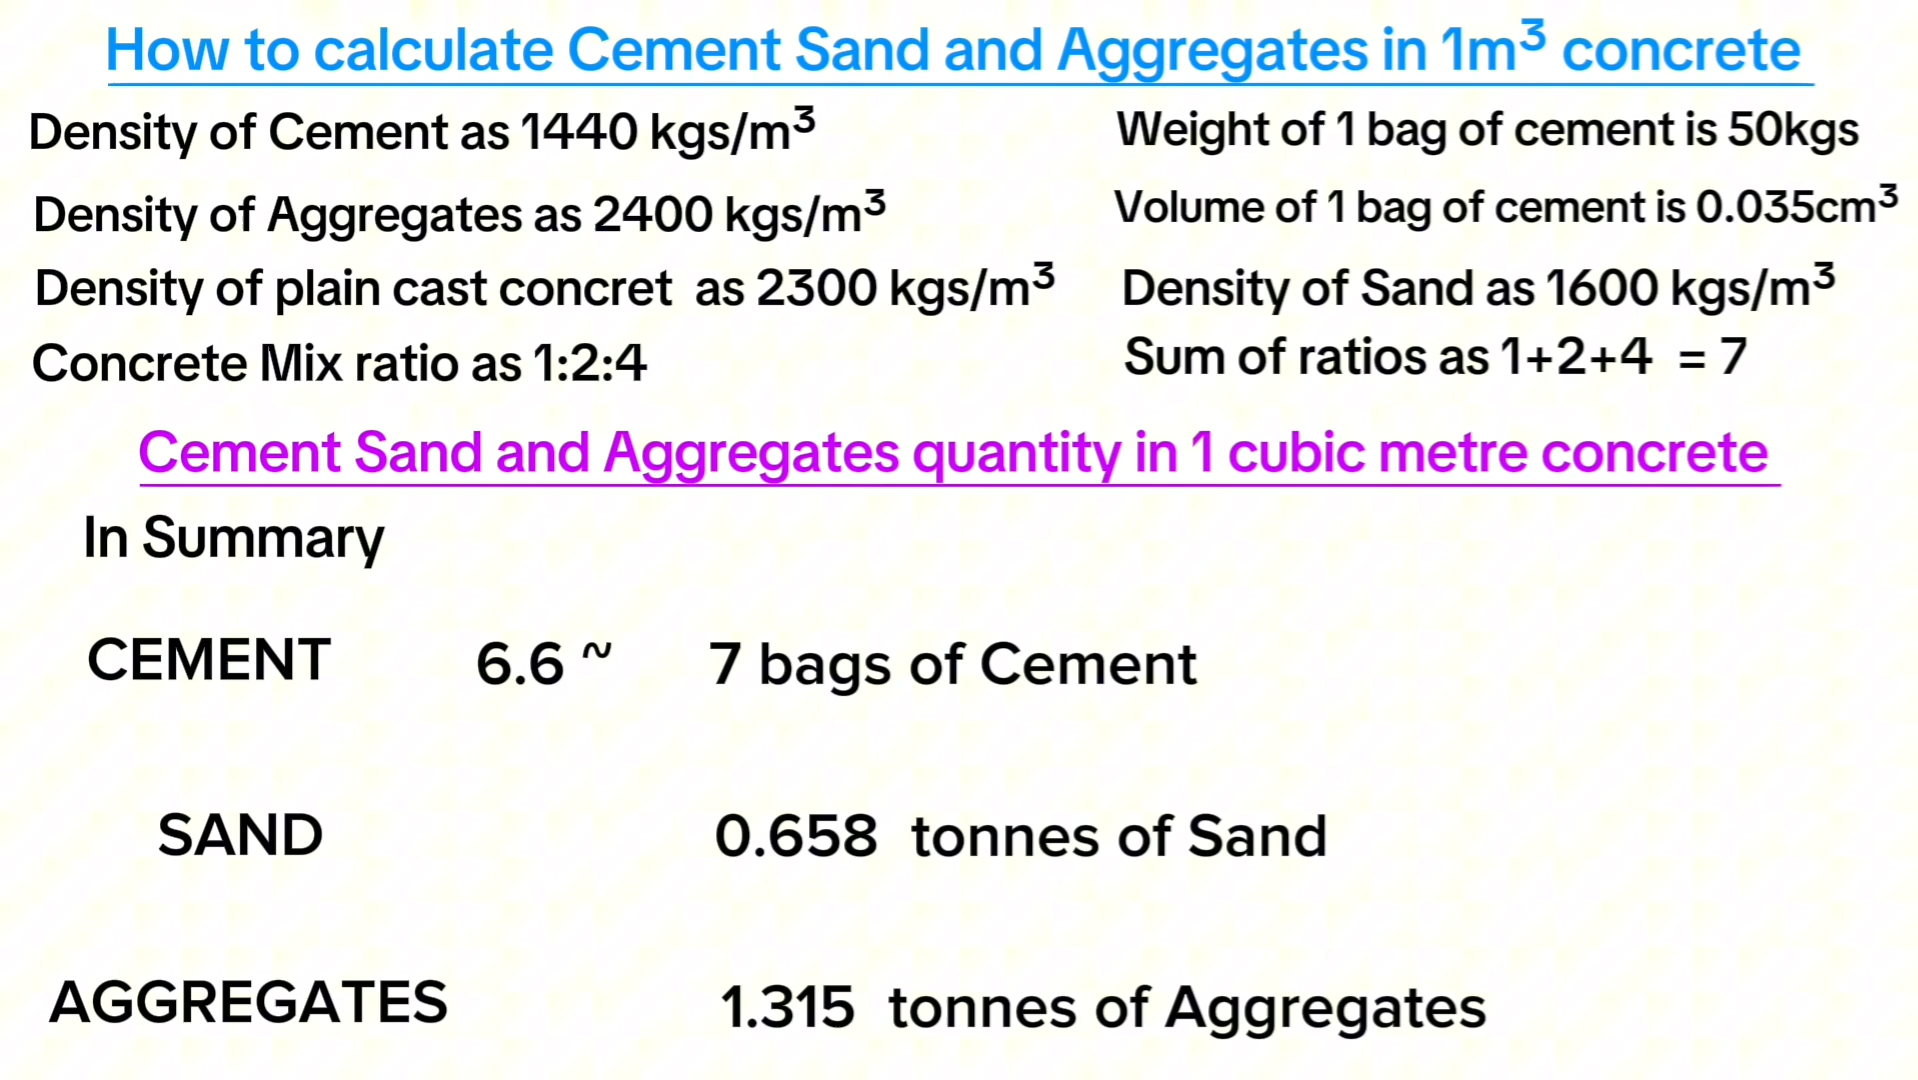 How to calculate Cement Sand and Aggregates in 1m³ concrete
Density of Cement as 1440 kgs/m³
Weight of 1 bag of cement is 50kgs
Density of Aggregates as 2400 kgs/m³
Volume of 1 bag of cement is 0.035cm³
Density of plain cast concret as 2300 kgs/m³
Density of Sand as 1600 kgs/m³
Concrete Mix ratio as 1:2:4
Sum of ratios as 1+2+4 = 7
Cement Sand and Aggregates quantity in 1 cubic metre concrete
In Summary
CEMENT 6.6 ~ 7 bags of Cement
SAND 0.658 tonnes of Sand
AGGREGATES 1.315 tonnes of Aggregates